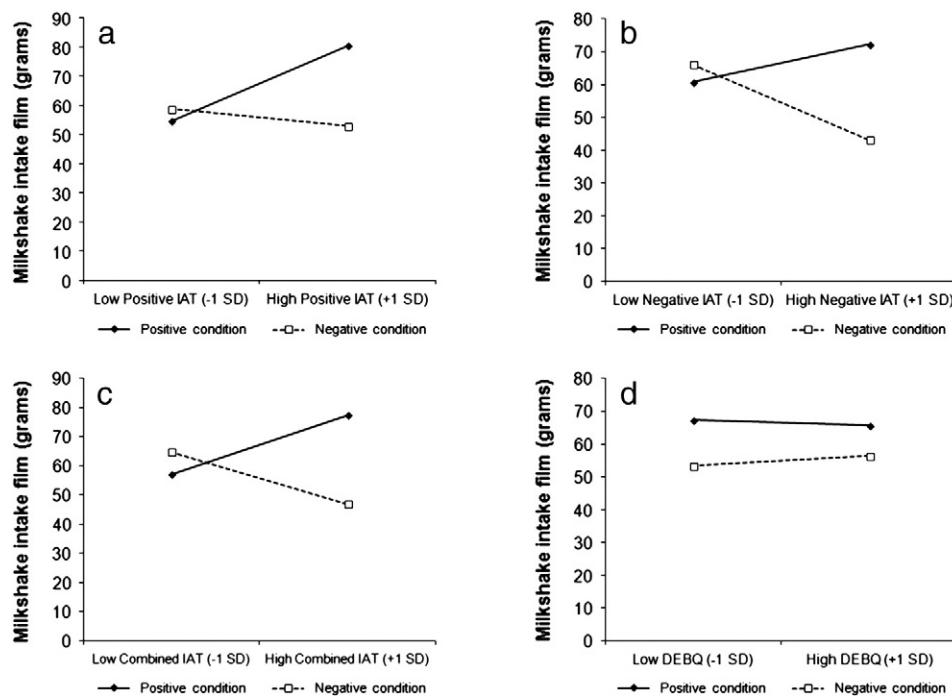 a
Milkshake intake film (grams)
90
80
70
60
50
40
30
20
10
0
Low Positive IAT (-1 SD) High Positive IAT (+1 SD)
Positive condition Negative condition
b
Milkshake intake film (grams)
80
70
60
50
40
30
20
10
0
Low Negative IAT (-1 SD) High Negative IAT (+1 SD)
Positive condition Negative condition
c
Milkshake intake film (grams)
90
80
70
60
50
40
30
20
10
0
Low Combined IAT (-1 SD) High Combined IAT (+1 SD)
Positive condition Negative condition
d
Milkshake intake film (grams)
80
70
60
50
40
30
20
10
0
Low DEBQ (-1 SD) High DEBQ (+1 SD)
Positive condition Negative condition